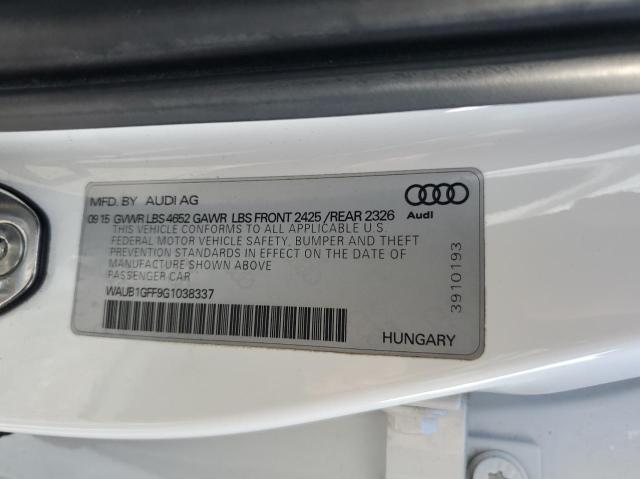 MFD. BY AUDI AG
Audi
09 15 GVWR LBS 4652 GAWR LBS FRONT 2425 / REAR 2326
THIS VEHICLE CONFORMS TO ALL APPLICABLE U.S.
FEDERAL MOTOR VEHICLE SAFETY, BUMPER AND THEFT
PREVENTION STANDARDS IN EFFECT ON THE DATE OF
MANUFACTURE SHOWN ABOVE
PASSENGER CAR
WAUB1GFF9G1038337
HUNGARY
3910193